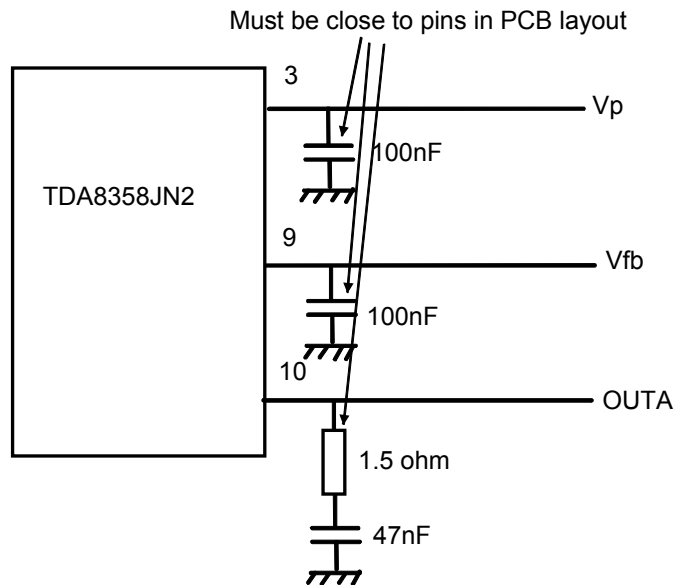 Must be close to pins in PCB layout
3
Vp
100nF
TDA8358JN2
9
Vfb
100nF
10
OUTA
1.5 ohm
47nF